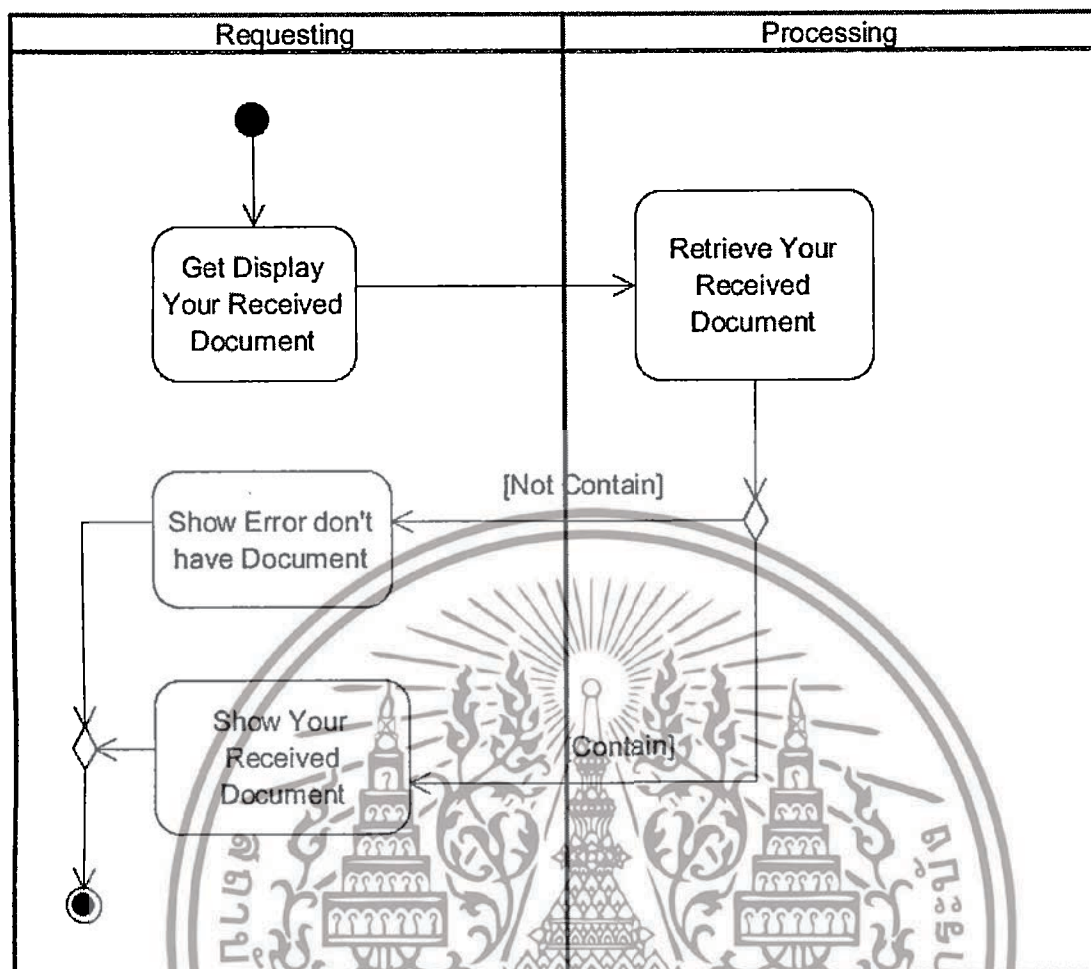 Requesting
Processing
Get Display
Your Received
Document
Retrieve Your
Received
Document
[Not Contain]
Show Error don't
have Document
Show Your
Received
Document
[Contain]